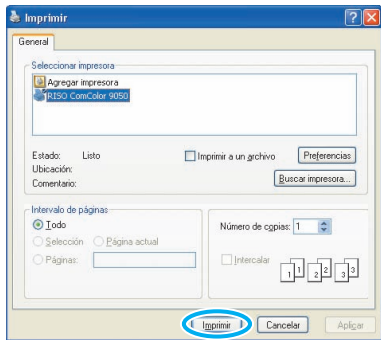 Imprimir
General
Seleccionar impresora
Agregar impresora
RISO ComColor 9050
Estado: Listo
Imprimir a un archivo
Preferencias
Ubicación:
Comentario:
Buscar impresora...
Intervalo de páginas
Todo
Selección Página actual
Páginas:
Número de copias: 1
Intercalar
1 1 2 2 3 3
Imprimir Cancelar Aplicar